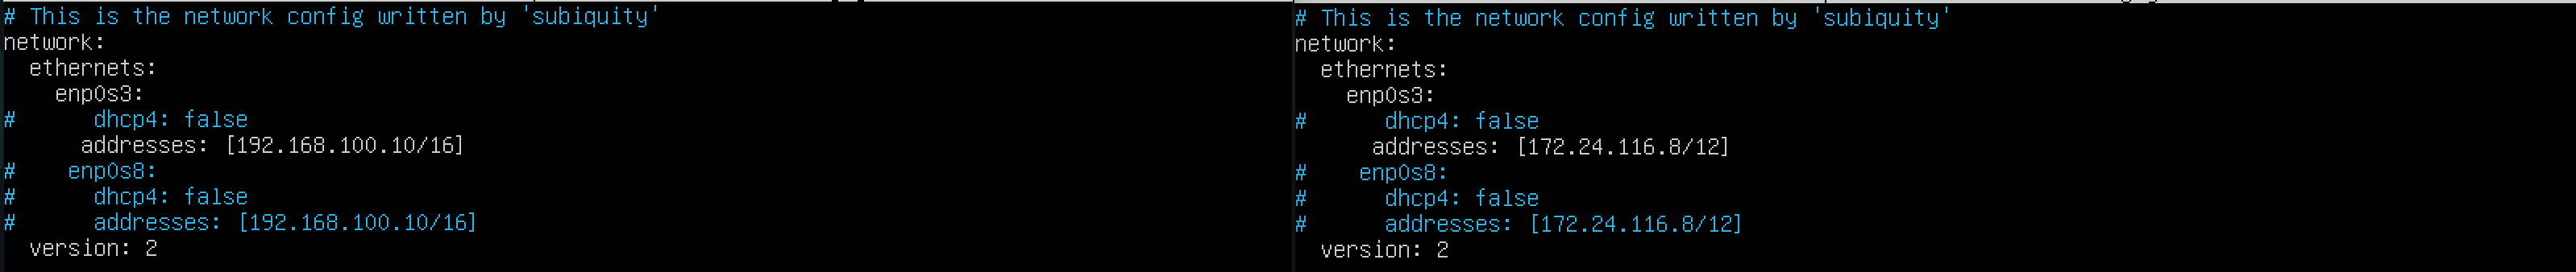 # This is the network config written by 'subiquity'
network:
  ethernets:
    enp0s3:
#      dhcp4: false
      addresses: [192.168.100.10/16]
#    enp0s8:
#      dhcp4: false
#      addresses: [192.168.100.10/16]
  version: 2
# This is the network config written by 'subiquity'
network:
  ethernets:
    enp0s3:
#      dhcp4: false
      addresses: [172.24.116.8/12]
#    enp0s8:
#      dhcp4: false
#      addresses: [172.24.116.8/12]
  version: 2